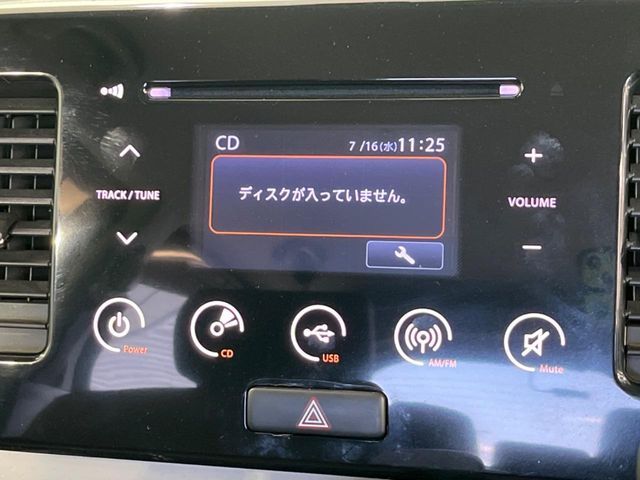 CD 7/16(水)11:25
ディスクが入っていません。
TRACK/TUNE
VOLUME
Power
CD
USB
AM/FM
Mute